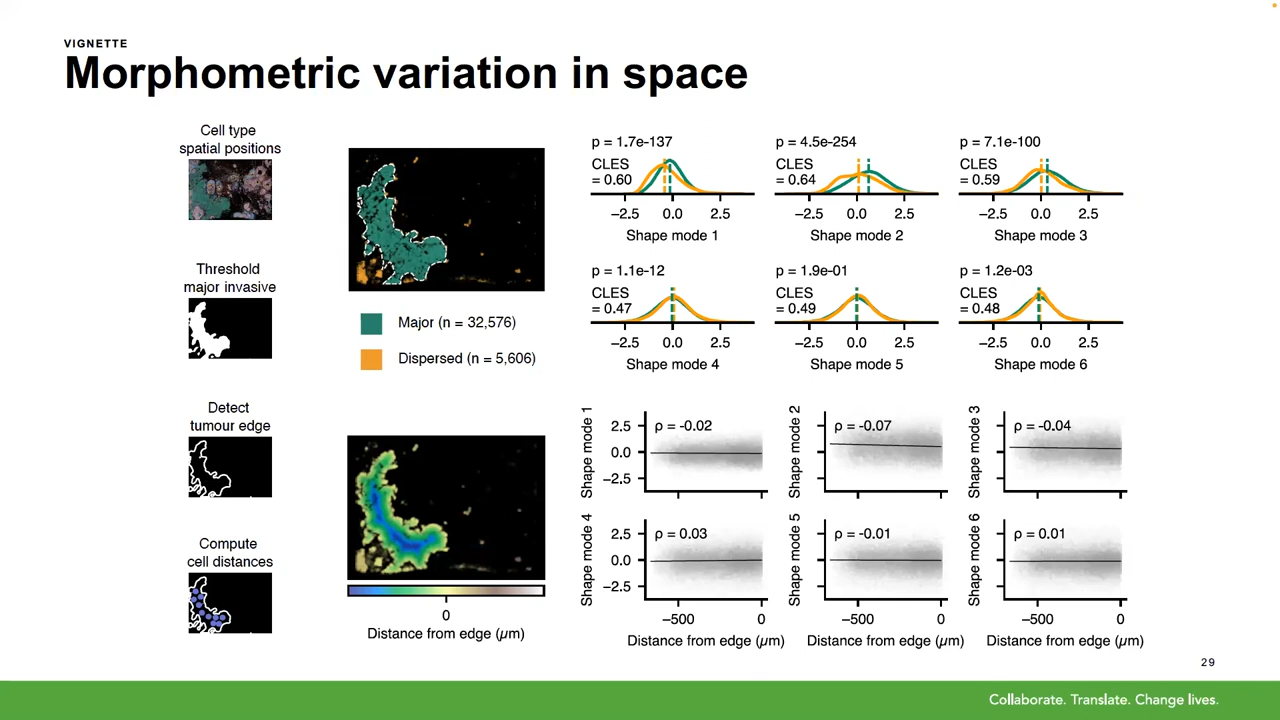 VIGNETTE
Morphometric variation in space
Cell type
spatial positions
Threshold
major invasive
Detect
tumour edge
Compute
cell distances
Major (n = 32,576)
Dispersed (n = 5,606)
0
Distance from edge (µm)
p = 1.7e-137
CLES
= 0.60
−2.5 0.0 2.5
Shape mode 1
p = 4.5e-254
CLES
= 0.64
−2.5 0.0 2.5
Shape mode 2
p = 7.1e-100
CLES
= 0.59
−2.5 0.0 2.5
Shape mode 3
p = 1.1e-12
CLES
= 0.47
−2.5 0.0 2.5
Shape mode 4
p = 1.9e-01
CLES
= 0.49
−2.5 0.0 2.5
Shape mode 5
p = 1.2e-03
CLES
= 0.48
−2.5 0.0 2.5
Shape mode 6
Shape mode 1
2.5
0.0
−2.5
ρ = -0.02
Shape mode 2
ρ = -0.07
Shape mode 3
ρ = -0.04
Shape mode 4
2.5
0.0
−2.5
ρ = 0.03
−500 0
Distance from edge (µm)
Shape mode 5
ρ = -0.01
−500 0
Distance from edge (µm)
Shape mode 6
ρ = 0.01
−500 0
Distance from edge (µm)
29
Collaborate. Translate. Change lives.